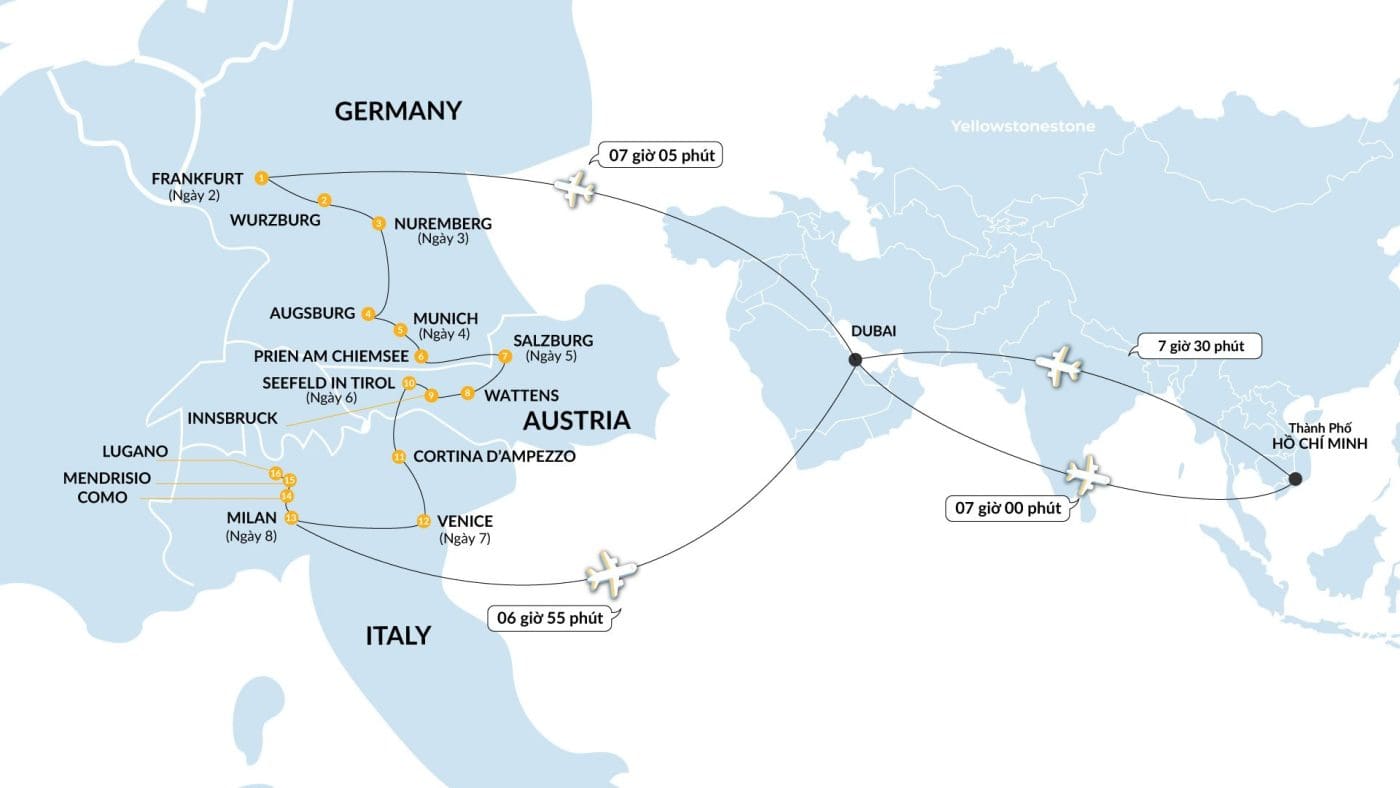 GERMANY
Yellowstonestone
07 giờ 05 phút
FRANKFURT
(Ngày 2)
1
2
WURZBURG
3
NUREMBERG
(Ngày 3)
AUGSBURG
4
5
MUNICH
(Ngày 4)
DUBAI
7 giờ 30 phút
PRIEN AM CHIEMSEE
6
7
SALZBURG
(Ngày 5)
SEEFELD IN TIROL
(Ngày 6)
10
9
8
WATTENS
INNSBRUCK
AUSTRIA
Thành Phố
HỒ CHÍ MINH
LUGANO
16
11
CORTINA D'AMPEZZO
MENDRISIO
15
COMO
14
07 giờ 00 phút
MILAN
(Ngày 8)
13
12
VENICE
(Ngày 7)
06 giờ 55 phút
ITALY